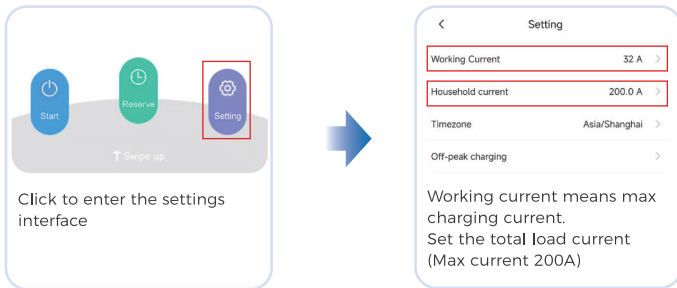 Start
Reserve
Setting
Swipe up
Click to enter the settings
interface
Setting
Working Current 32 A
Household current 200.0 A
Timezone Asia/Shanghai
Off-peak charging
Working current means max
charging current.
Set the total load current
(Max current 200A)